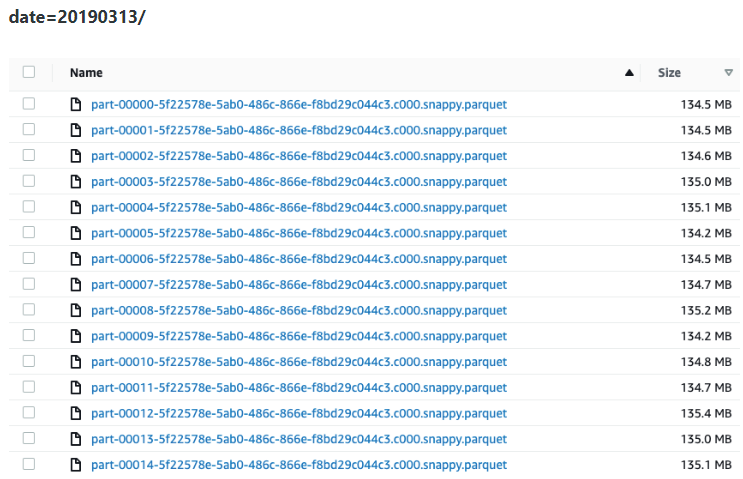 date=20190313/
Name Size
part-00000-5f22578e-5ab0-486c-866e-f8bd29c044c3.c000.snappy.parquet 134.5 MB
part-00001-5f22578e-5ab0-486c-866e-f8bd29c044c3.c000.snappy.parquet 134.5 MB
part-00002-5f22578e-5ab0-486c-866e-f8bd29c044c3.c000.snappy.parquet 134.6 MB
part-00003-5f22578e-5ab0-486c-866e-f8bd29c044c3.c000.snappy.parquet 135.0 MB
part-00004-5f22578e-5ab0-486c-866e-f8bd29c044c3.c000.snappy.parquet 135.1 MB
part-00005-5f22578e-5ab0-486c-866e-f8bd29c044c3.c000.snappy.parquet 134.2 MB
part-00006-5f22578e-5ab0-486c-866e-f8bd29c044c3.c000.snappy.parquet 134.5 MB
part-00007-5f22578e-5ab0-486c-866e-f8bd29c044c3.c000.snappy.parquet 134.7 MB
part-00008-5f22578e-5ab0-486c-866e-f8bd29c044c3.c000.snappy.parquet 135.2 MB
part-00009-5f22578e-5ab0-486c-866e-f8bd29c044c3.c000.snappy.parquet 134.2 MB
part-00010-5f22578e-5ab0-486c-866e-f8bd29c044c3.c000.snappy.parquet 134.8 MB
part-00011-5f22578e-5ab0-486c-866e-f8bd29c044c3.c000.snappy.parquet 134.7 MB
part-00012-5f22578e-5ab0-486c-866e-f8bd29c044c3.c000.snappy.parquet 135.4 MB
part-00013-5f22578e-5ab0-486c-866e-f8bd29c044c3.c000.snappy.parquet 135.0 MB
part-00014-5f22578e-5ab0-486c-866e-f8bd29c044c3.c000.snappy.parquet 135.1 MB